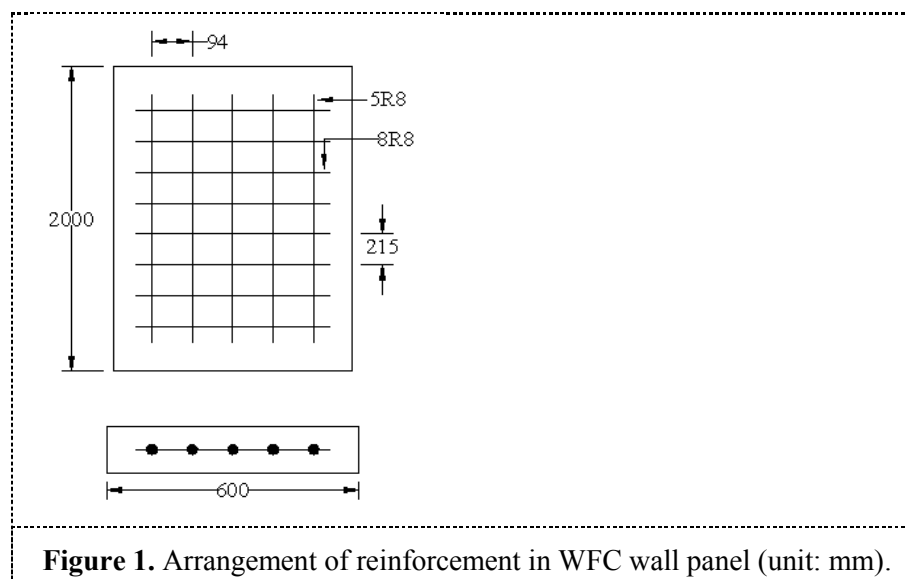 94
5R8
8R8
2000
215
600
Figure 1. Arrangement of reinforcement in WFC wall panel (unit: mm).